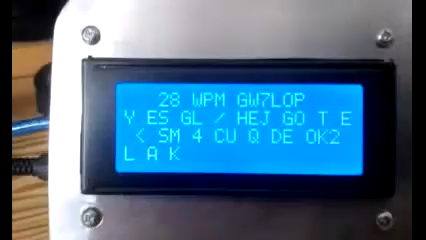 28 WPM GW7LOP
Y ES GL / HEJ GO T E
< SM 4 CU Q DE OK2
L A K